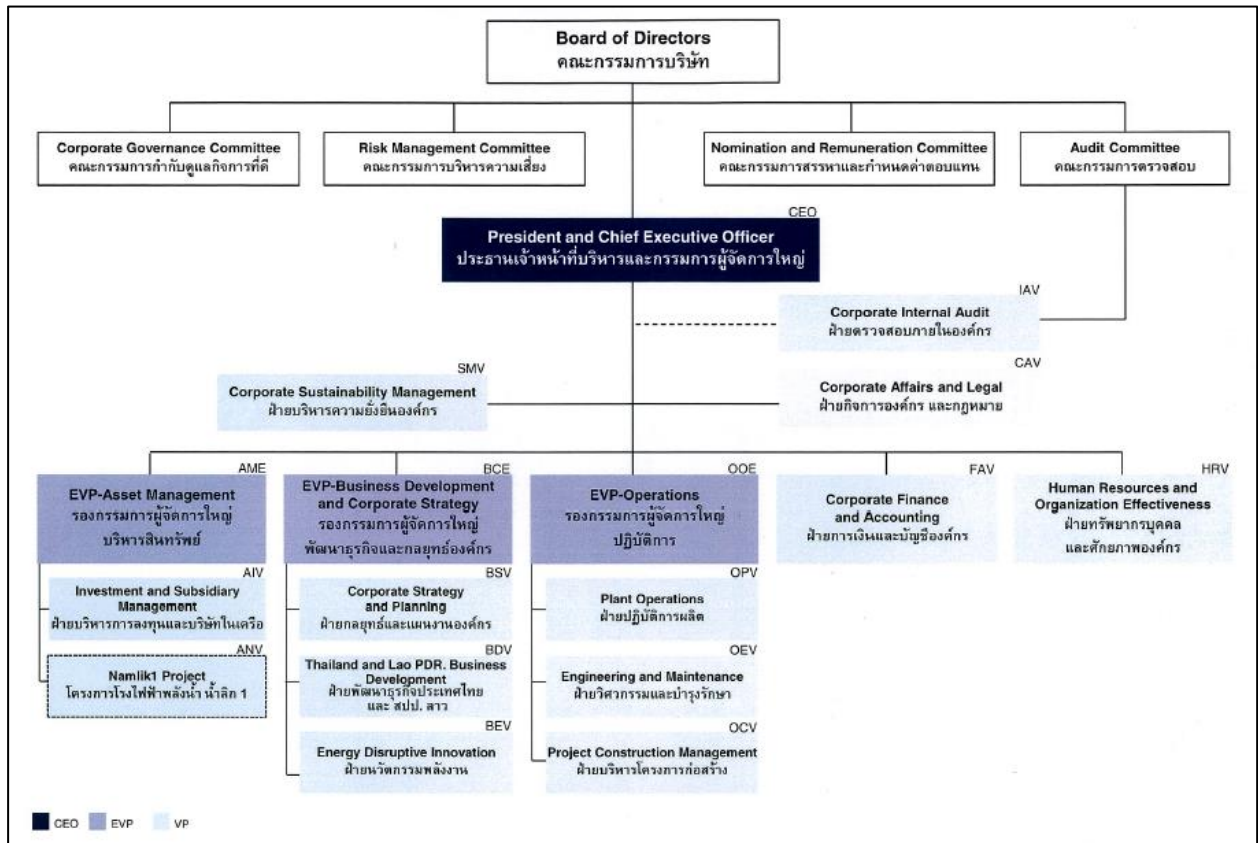 Board of Directors
คณะกรรมการบริษัท
Corporate Governance Committee
คณะกรรมการกำกับดูแลกิจการที่ดี
Risk Management Committee
คณะกรรมการบริหารความเสี่ยง
Nomination and Remuneration Committee
คณะกรรมการสรรหาและกำหนดค่าตอบแทน
Audit Committee
คณะกรรมการตรวจสอบ
CEO
President and Chief Executive Officer
ประธานเจ้าหน้าที่บริหารและกรรมการผู้จัดการใหญ่
IAV
Corporate Internal Audit
ฝ่ายตรวจสอบภายในองค์กร
SMV
Corporate Sustainability Management
ฝ่ายบริหารความยั่งยืนองค์กร
CAV
Corporate Affairs and Legal
ฝ่ายกิจการองค์กร และกฎหมาย
AME
EVP-Asset Management
รองกรรมการผู้จัดการใหญ่
บริหารสินทรัพย์
BCE
EVP-Business Development
and Corporate Strategy
รองกรรมการผู้จัดการใหญ่
พัฒนาธุรกิจและกลยุทธ์องค์กร
OOE
EVP-Operations
รองกรรมการผู้จัดการใหญ่
ปฏิบัติการ
FAV
Corporate Finance
and Accounting
ฝ่ายการเงินและบัญชีองค์กร
HRV
Human Resources and
Organization Effectiveness
ฝ่ายทรัพยากรบุคคล
และศักยภาพองค์กร
AIV
Investment and Subsidiary
Management
ฝ่ายบริหารการลงทุนและบริษัทในเครือ
ANV
Namlik1 Project
โครงการโรงไฟฟ้าพลังน้ำ น้ำลิก 1
BSV
Corporate Strategy
and Planning
ฝ่ายกลยุทธ์และแผนงานองค์กร
BDV
Thailand and Lao PDR. Business
Development
ฝ่ายพัฒนาธุรกิจประเทศไทย
และ สปป. ลาว
BEV
Energy Disruptive Innovation
ฝ่ายนวัตกรรมพลังงาน
OPV
Plant Operations
ฝ่ายปฏิบัติการผลิต
OEV
Engineering and Maintenance
ฝ่ายวิศวกรรมและบำรุงรักษา
OCV
Project Construction Management
ฝ่ายบริหารโครงการก่อสร้าง
CEO EVP VP